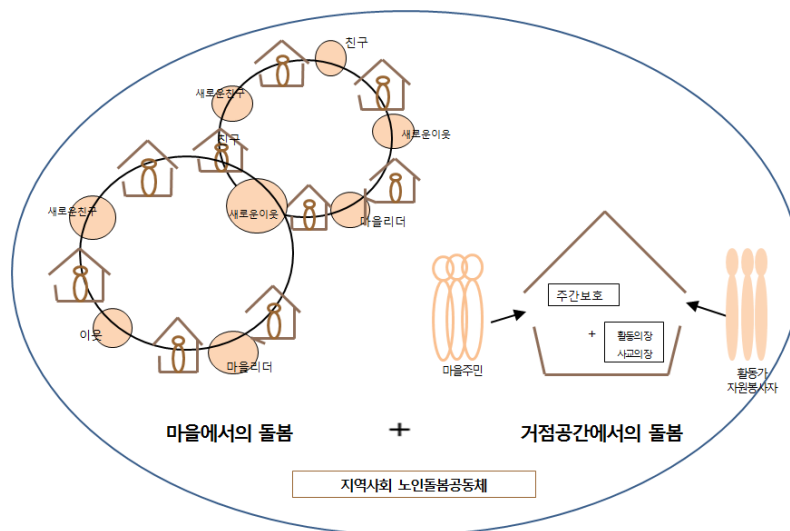 친구
새로운친구
새로운이웃
친구
새로운친구
새로운이웃
마을리더
이웃
마을리더
주간보호
+
활동의장
사교의장
마을주민
활동가
자원봉사자
마을에서의 돌봄
+
거점공간에서의 돌봄
지역사회 노인돌봄공동체